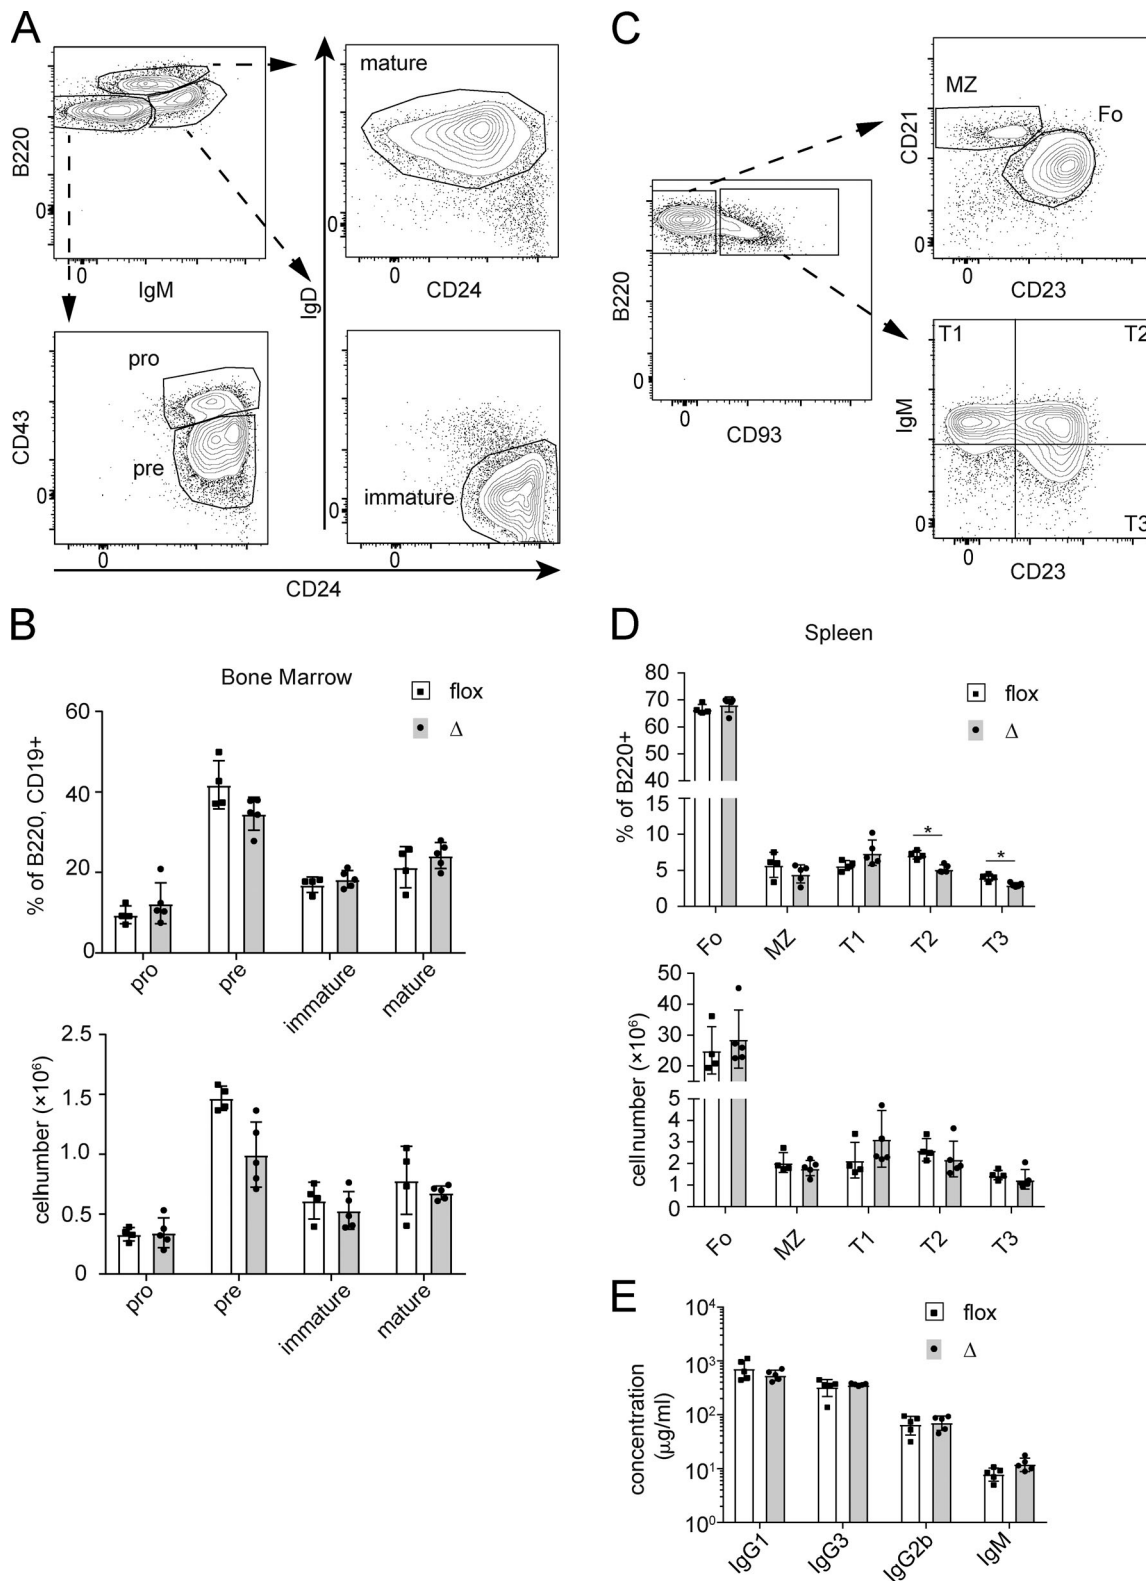 A
B220
0
0
IgM
mature
IgD
0
0
CD24
pro
pre
CD43
0
0
immature
0
0
CD24
C
MZ
Fo
CD21
0
0
CD23
B220
0
0
CD93
T1
T2
T3
IgM
0
0
CD23
B
Bone Marrow
flox
Δ
% of B220, CD19+
60
40
20
0
pro
pre
immature
mature
celhumber (×10⁶)
2.5
1.5
1.0
0.5
0
pro
pre
immature
mature
D
Spleen
flox
Δ
% of B220+
80
70
60
50
40
15
10
5
0
*
*
Fo
MZ
T1
T2
T3
cellnumber (×10⁶)
50
40
30
20
5
4
3
2
1
0
Fo
MZ
T1
T2
T3
E
flox
Δ
concentration
(µg/ml)
10⁴
10³
10²
10¹
10⁰
IgG1
IgG3
IgG2b
IgM